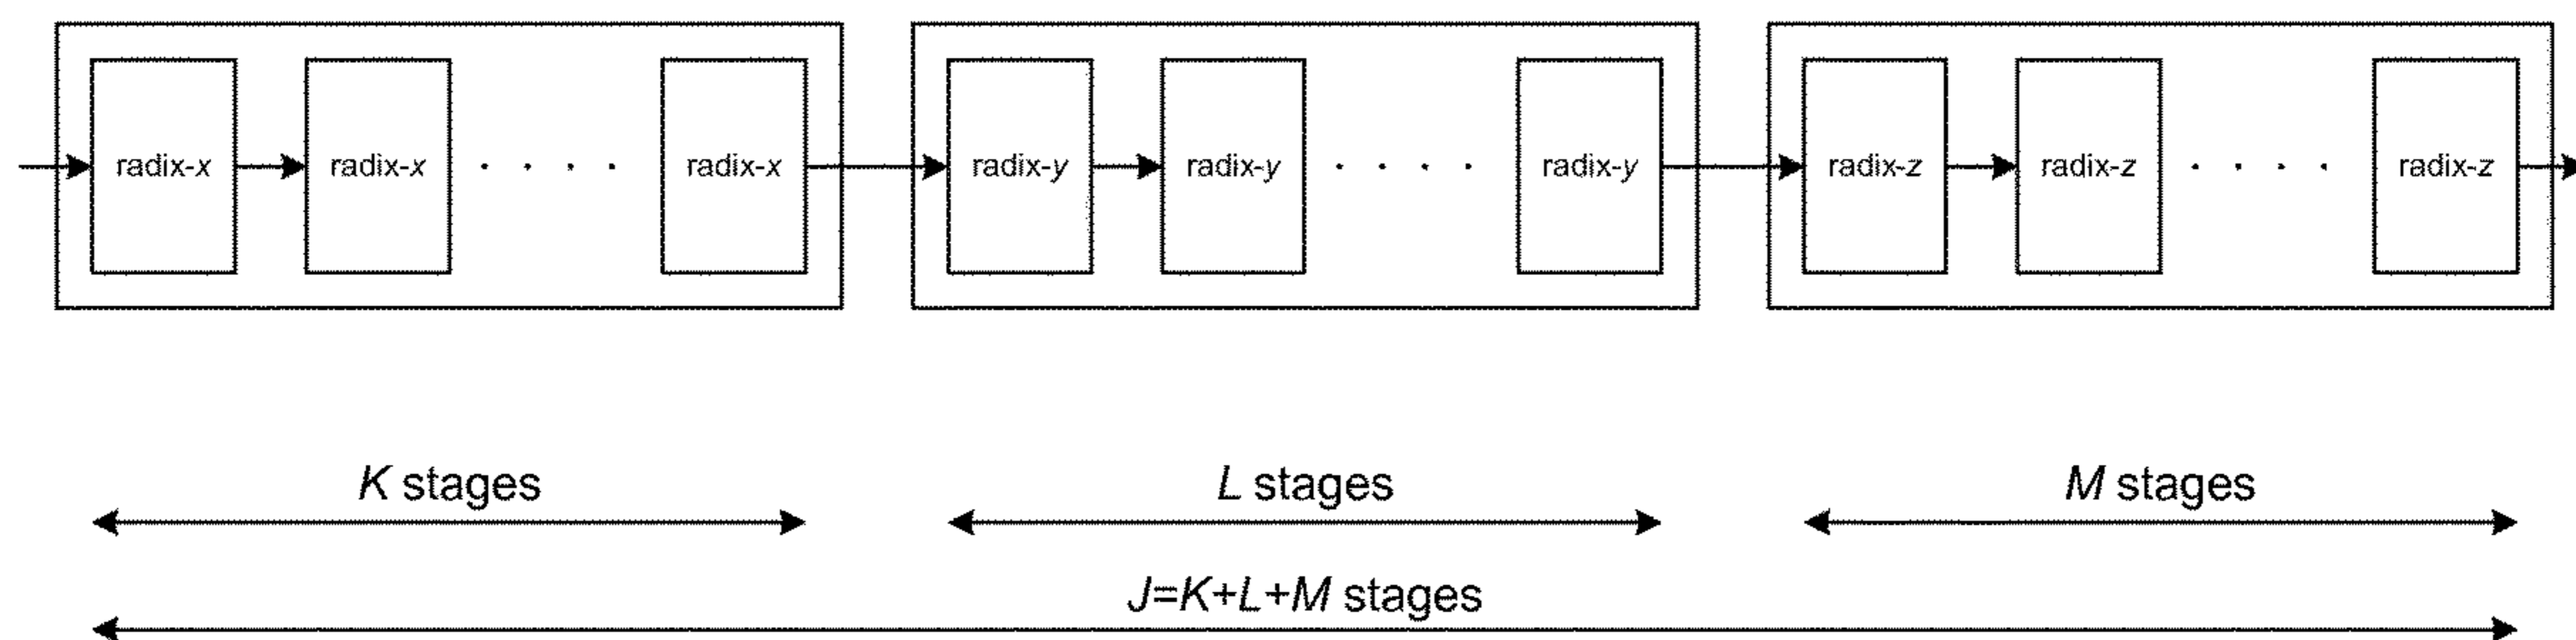 radix-x radix-x . . . . radix-x radix-y radix-y . . . . radix-y radix-z radix-z . . . . radix-z
K stages L stages M stages
J=K+L+M stages